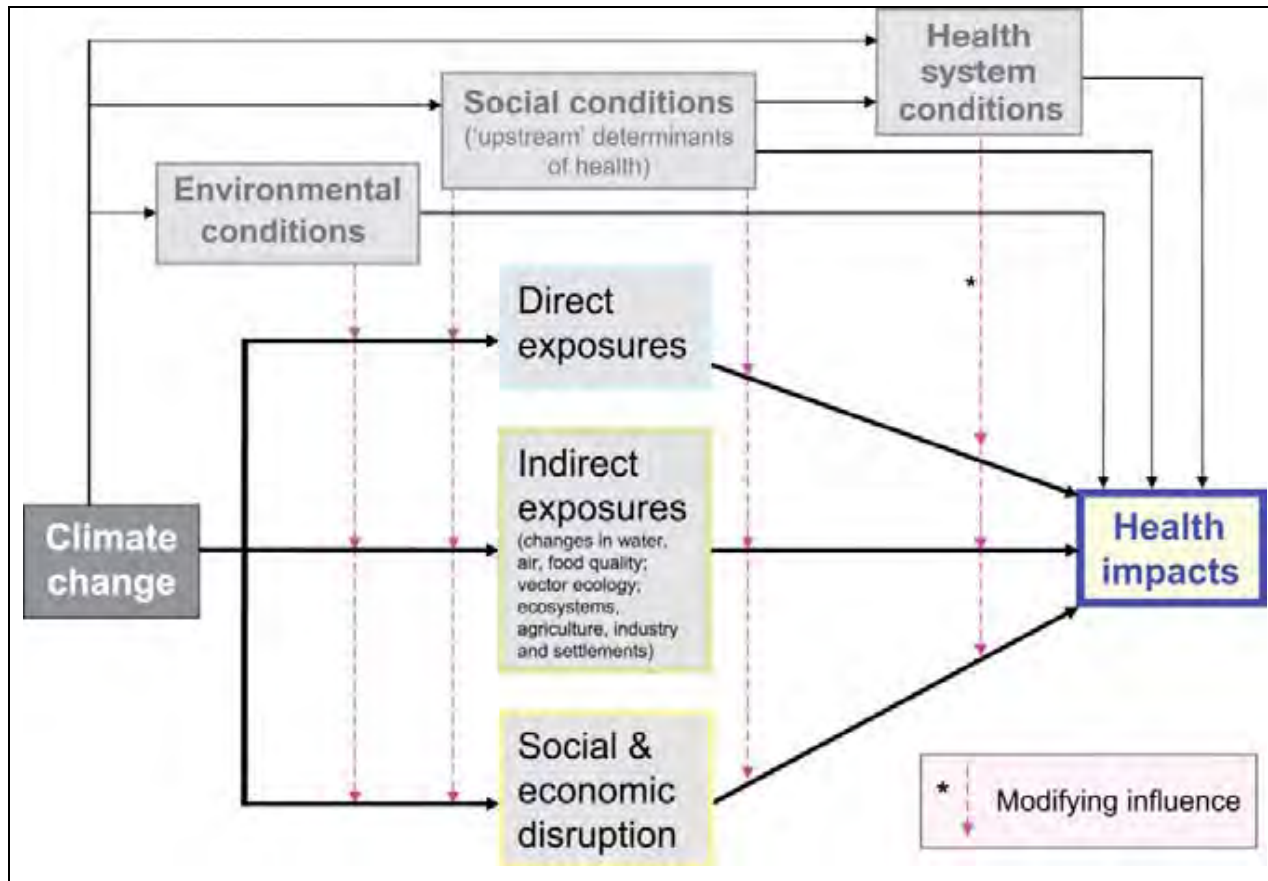 Health
system
conditions
Social conditions
('upstream' determinants
of health)
Environmental
conditions
Direct
exposures
*
Indirect
exposures
(changes in water,
air, food quality;
vector ecology;
ecosystems,
agriculture, industry
and settlements)
Climate
change
Health
impacts
Social &
economic
disruption
* Modifying influence